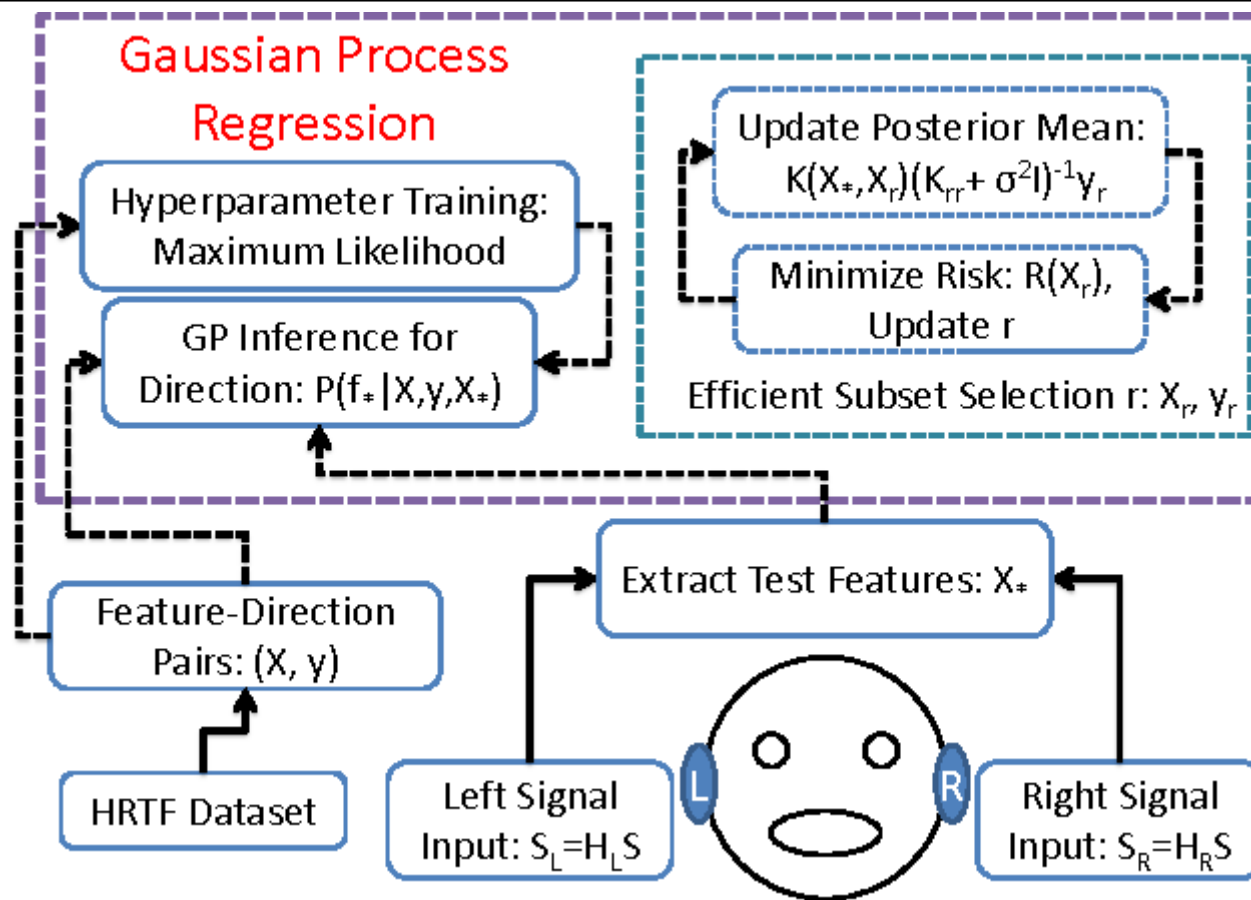 Gaussian Process
Regression
Hyperparameter Training:
Maximum Likelihood
GP Inference for
Direction: P(f*|X,y,X*)
Update Posterior Mean:
K(X*,Xr)(Krr+ σ²I)⁻¹yr
Minimize Risk: R(Xr),
Update r
Efficient Subset Selection r: Xr, yr
Extract Test Features: X*
Feature-Direction
Pairs: (X, y)
HRTF Dataset
Left Signal
Input: SL=HLS
L
R
Right Signal
Input: SR=HRS